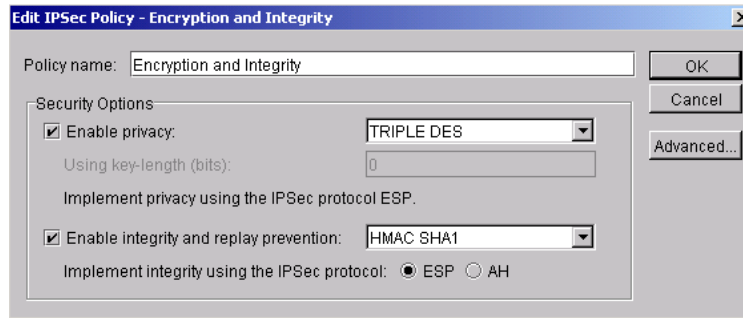 Edit IPSec Policy - Encryption and Integrity
Policy name: Encryption and Integrity
OK
Cancel
Advanced...
Security Options
Enable privacy: TRIPLE DES
Using key-length (bits): 0
Implement privacy using the IPSec protocol ESP.
Enable integrity and replay prevention: HMAC SHA1
Implement integrity using the IPSec protocol: ESP AH